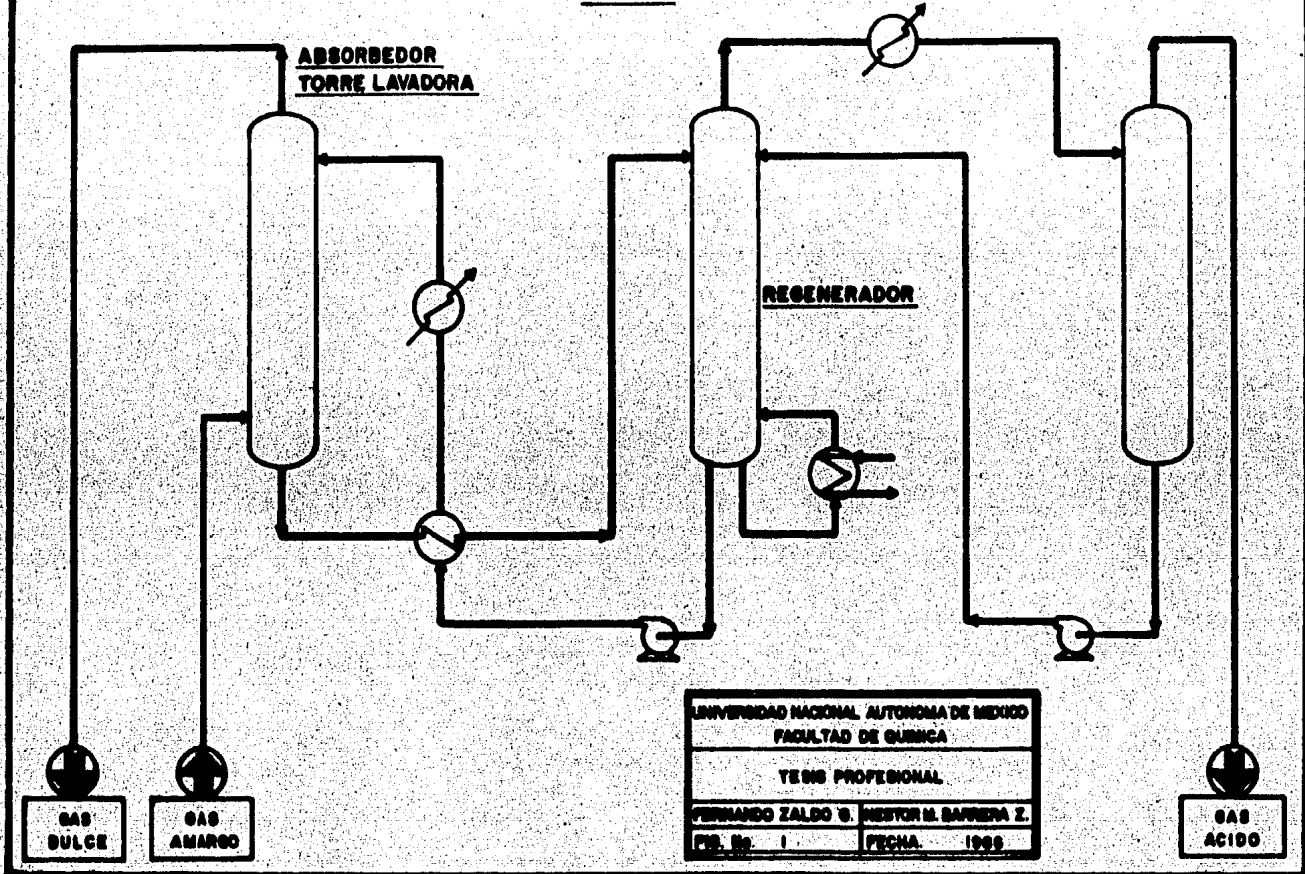 ABSORBEDOR
TORRE LAVADORA
REGENERADOR
GAS
DULCE
GAS
AMARGO
UNIVERSIDAD NACIONAL AUTONOMA DE MEXICO
FACULTAD DE QUIMICA
TESIS PROFESIONAL
FERNANDO ZALDO G. NESTOR M. BARRERA Z.
FIG. No. 1 FECHA.
GAS
ACIDO